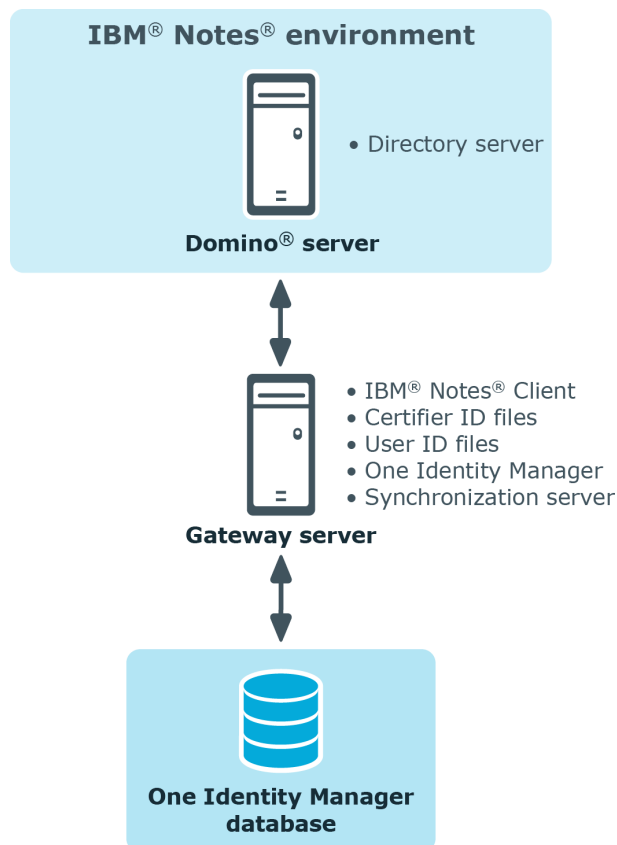 IBM® Notes® environment
• Directory server
Domino® server
• IBM® Notes® Client
• Certifier ID files
• User ID files
• One Identity Manager
• Synchronization server
Gateway server
One Identity Manager
database